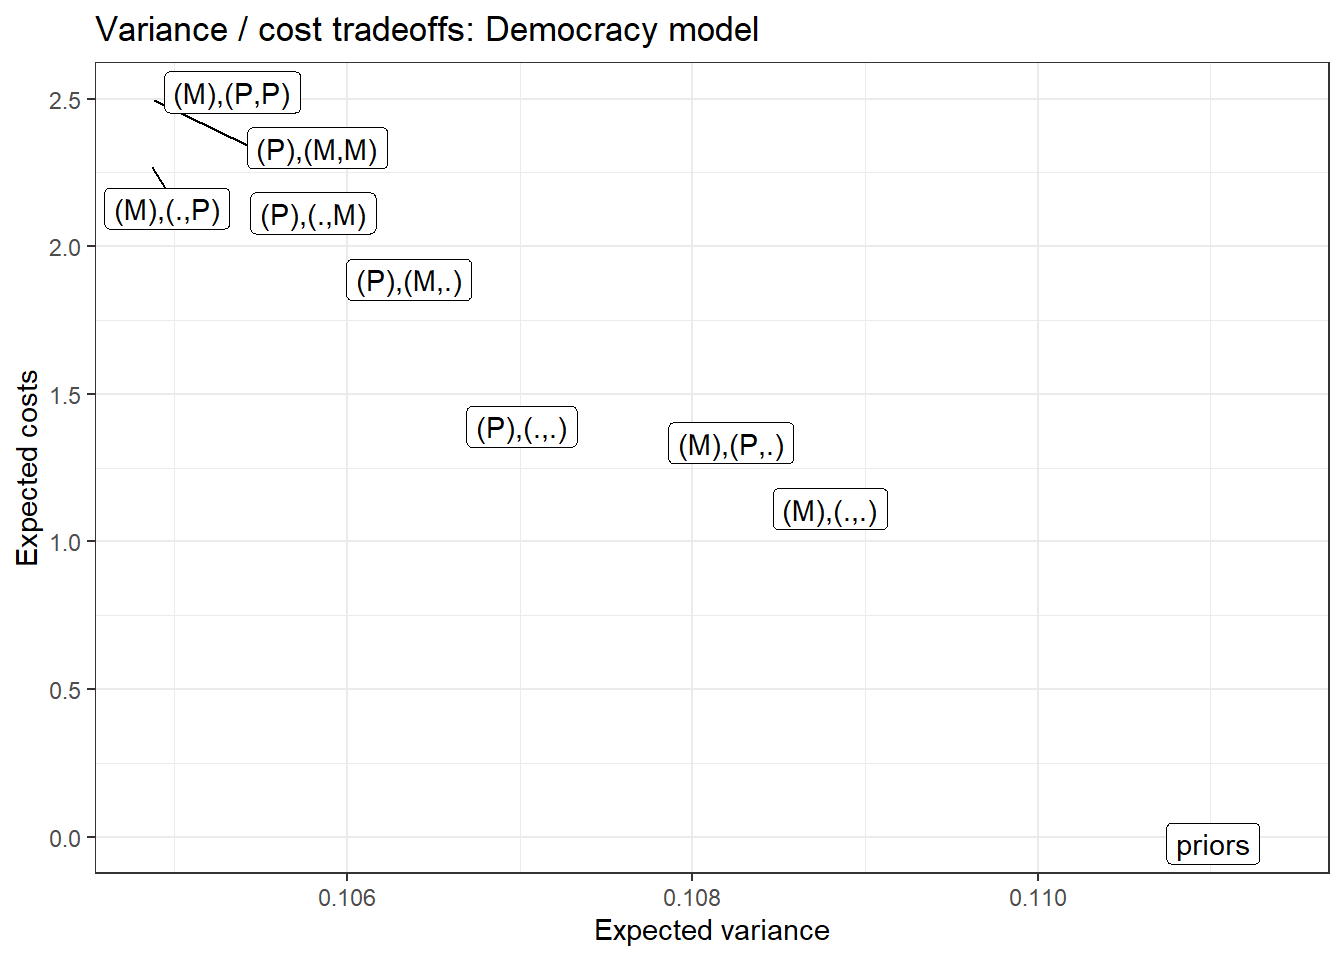 Variance / cost tradeoffs: Democracy model
Expected costs
2.5
2.0
1.5
1.0
0.5
0.0
(M),(P,P)
(P),(M,M)
(M),(.,P)
(P),(.,M)
(P),(M,.)
(P),(.,.)
(M),(P,.)
(M),(.,.)
priors
0.106
0.108
0.110
Expected variance